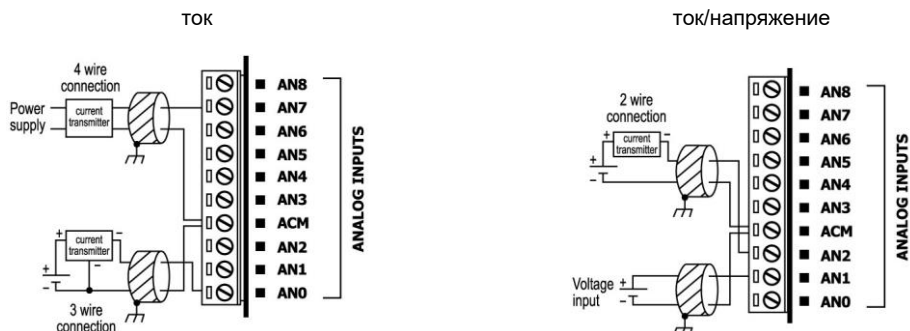 ток
4 wire
connection
Power
supply
current
transmitter
AN8
AN7
AN6
AN5
AN4
AN3
ACM
AN2
AN1
AN0
ANALOG INPUTS
+
current
transmitter
-
-
+
-
3 wire
connection
ток/напряжение
2 wire
connection
+
current
transmitter
-
+
-
Voltage
input
+
-
AN8
AN7
AN6
AN5
AN4
AN3
ACM
AN2
AN1
AN0
ANALOG INPUTS